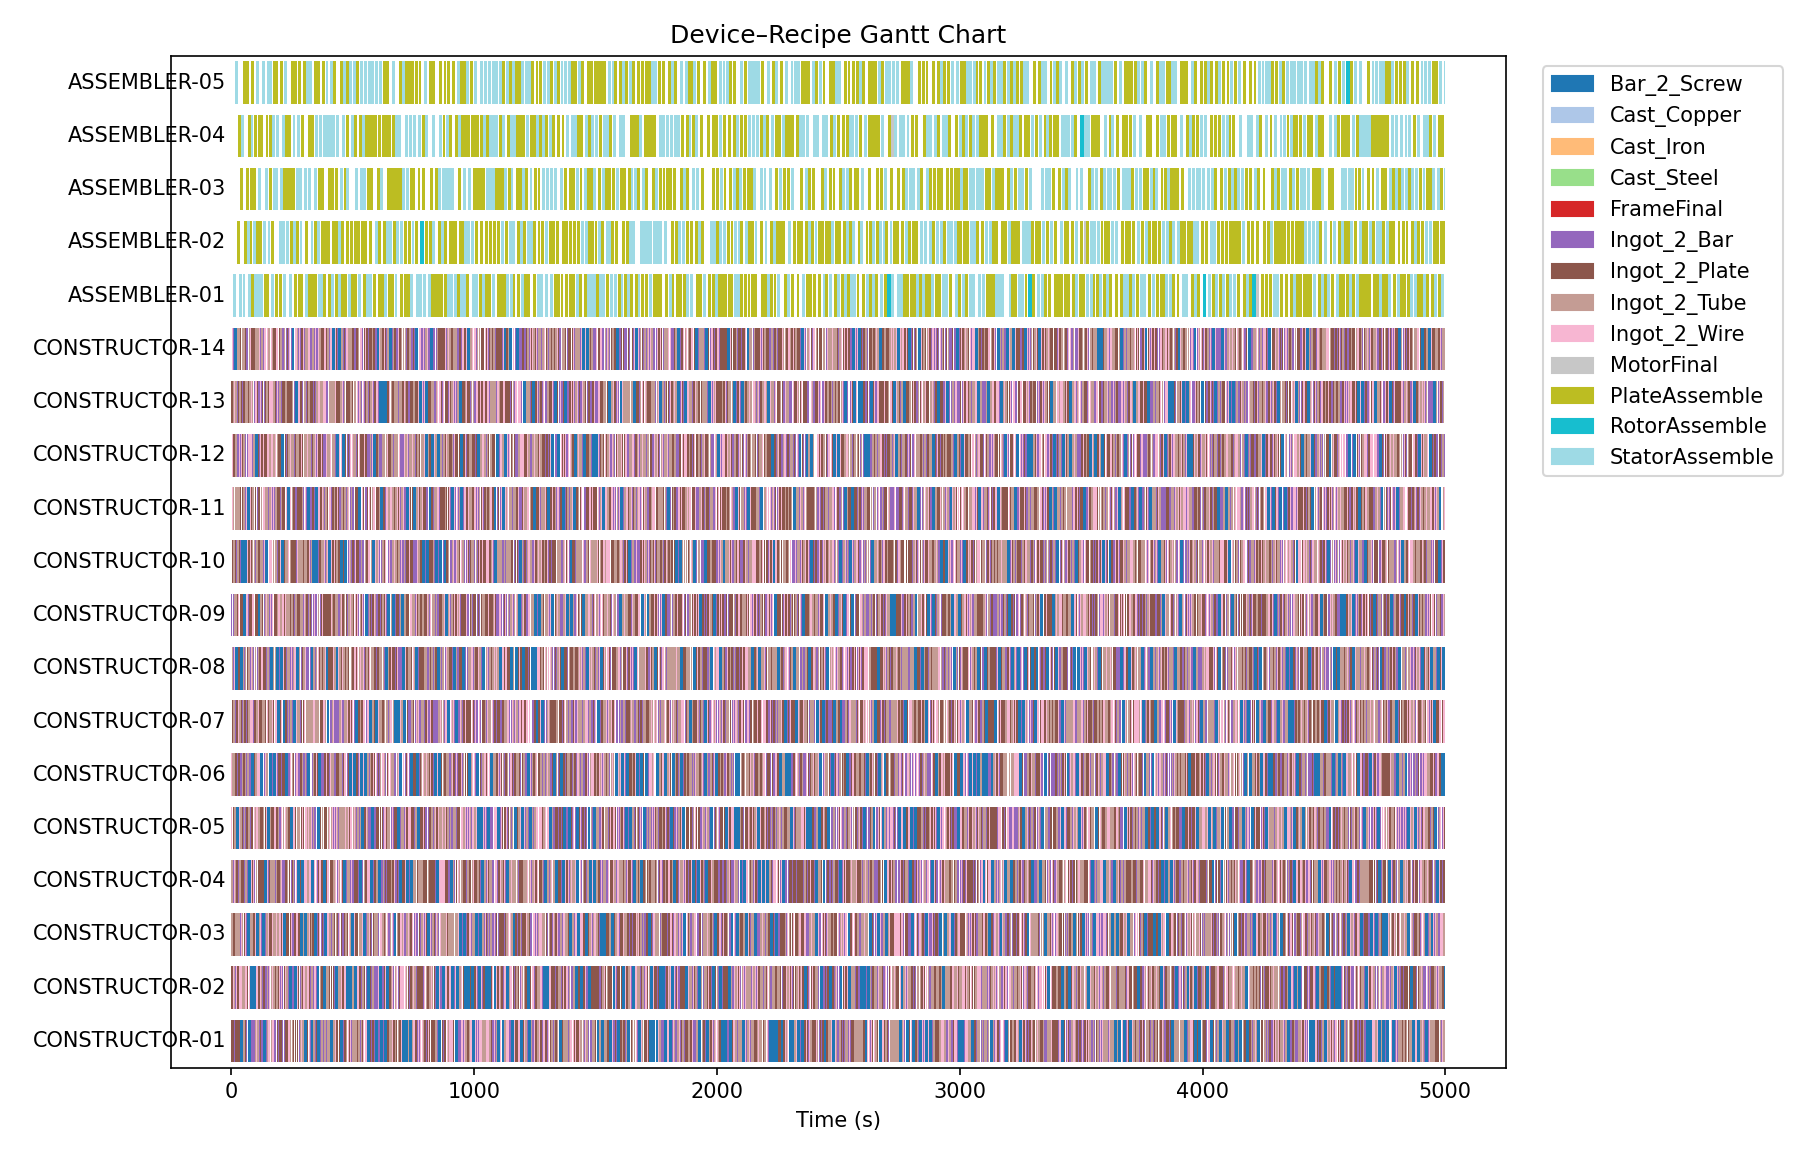 Device–Recipe Gantt Chart
ASSEMBLER-05
ASSEMBLER-04
ASSEMBLER-03
ASSEMBLER-02
ASSEMBLER-01
CONSTRUCTOR-14
CONSTRUCTOR-13
CONSTRUCTOR-12
CONSTRUCTOR-11
CONSTRUCTOR-10
CONSTRUCTOR-09
CONSTRUCTOR-08
CONSTRUCTOR-07
CONSTRUCTOR-06
CONSTRUCTOR-05
CONSTRUCTOR-04
CONSTRUCTOR-03
CONSTRUCTOR-02
CONSTRUCTOR-01
0 1000 2000 3000 4000 5000
Time (s)
Bar_2_Screw
Cast_Copper
Cast_Iron
Cast_Steel
FrameFinal
Ingot_2_Bar
Ingot_2_Plate
Ingot_2_Tube
Ingot_2_Wire
MotorFinal
PlateAssemble
RotorAssemble
StatorAssemble